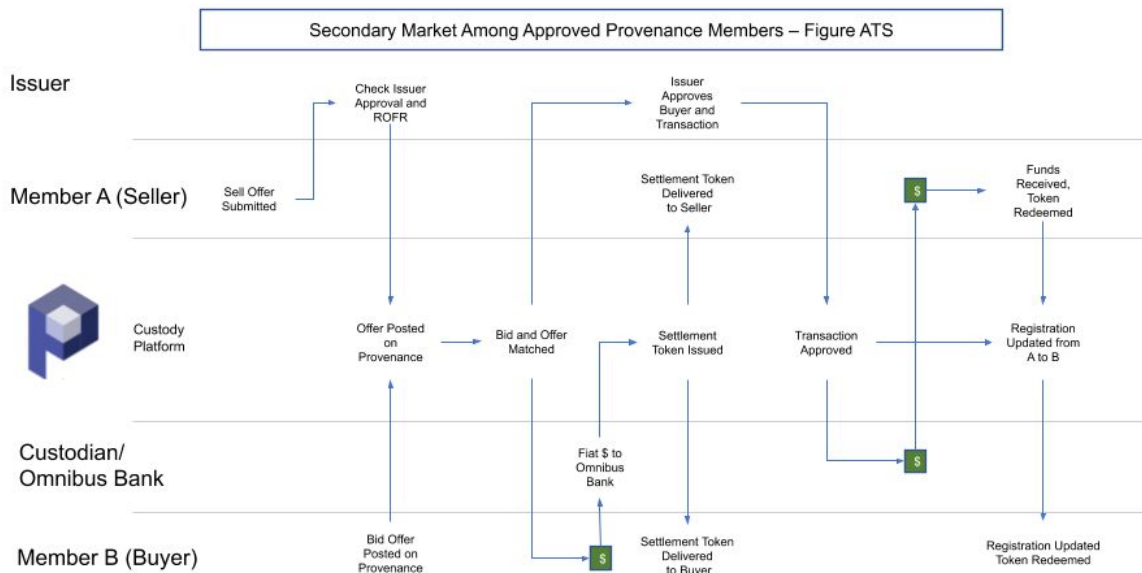 Secondary Market Among Approved Provenance Members – Figure ATS
Issuer
Check Issuer
Approval and
ROFR
Issuer
Approves
Buyer and
Transaction
Member A (Seller)
Sell Offer
Submitted
Settlement Token
Delivered
to Seller
$
Funds
Received,
Token
Redeemed
Custody
Platform
Offer Posted
on
Provenance
Bid and Offer
Matched
Settlement
Token Issued
Transaction
Approved
Registration
Updated from
A to B
Custodian/
Omnibus Bank
Fiat $ to
Omnibus
Bank
$
Member B (Buyer)
Bid Offer
Posted on
Provenance
$
Settlement Token
Delivered
to Buyer
Registration Updated
Token Redeemed